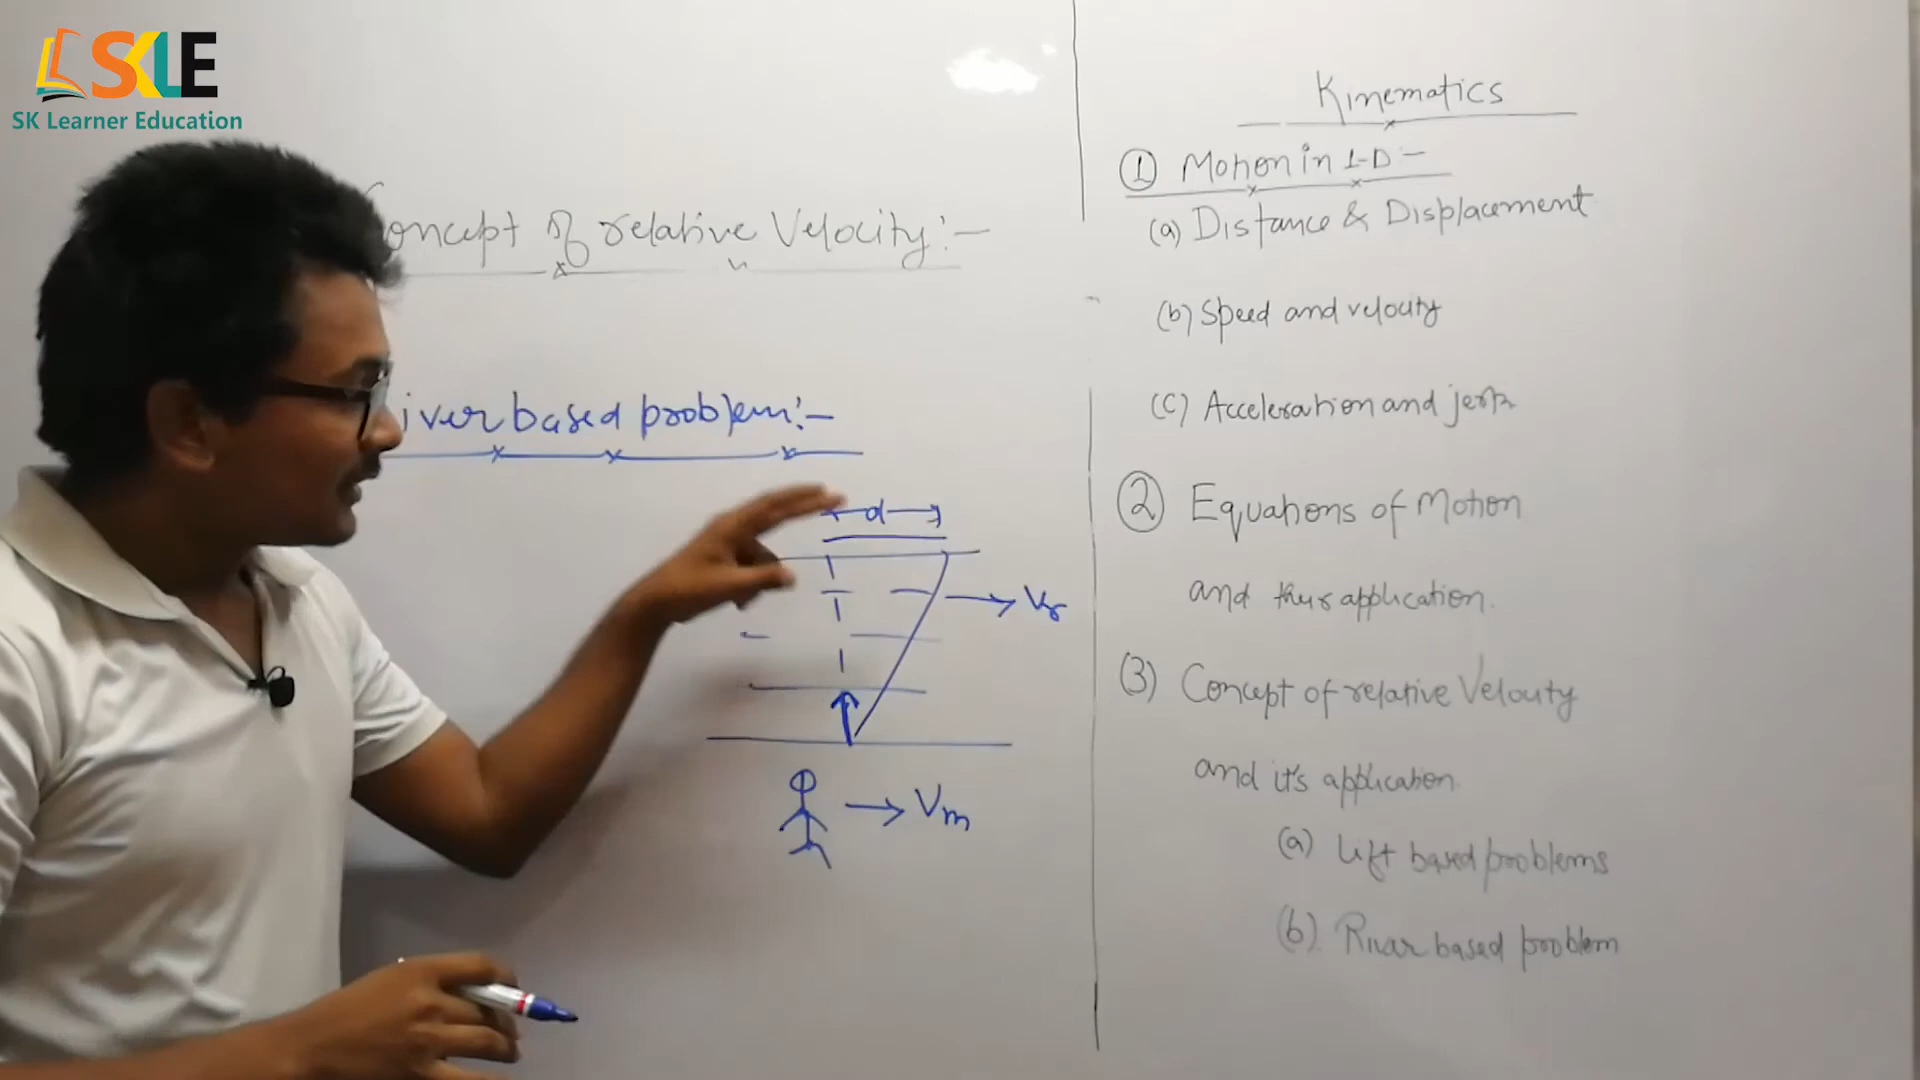 SKLE
SK Learner Education
oncept of relative Velocity:-
iver based problem:-
d
Vr
Vm
Kinematics
① Motion in 1-D-
(a) Distance & Displacement
(b) Speed and velocity
(C) Acceleration and jerk
② Equations of Motion
and their application.
(3) Concept of relative Velocity
and it's application.
(a) Lift based problems
(b). River based problem